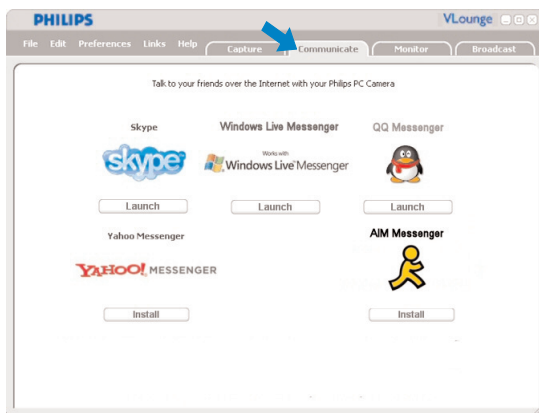 PHILIPS
VLounge
File Edit Preferences Links Help Capture Communicate Monitor Broadcast
Talk to your friends over the Internet with your Philips PC Camera
Skype Windows Live Messenger QQ Messenger
skype Works with
Windows Live Messenger
Launch Launch Launch
Yahoo Messenger AIM Messenger
YAHOO! MESSENGER
Install Install